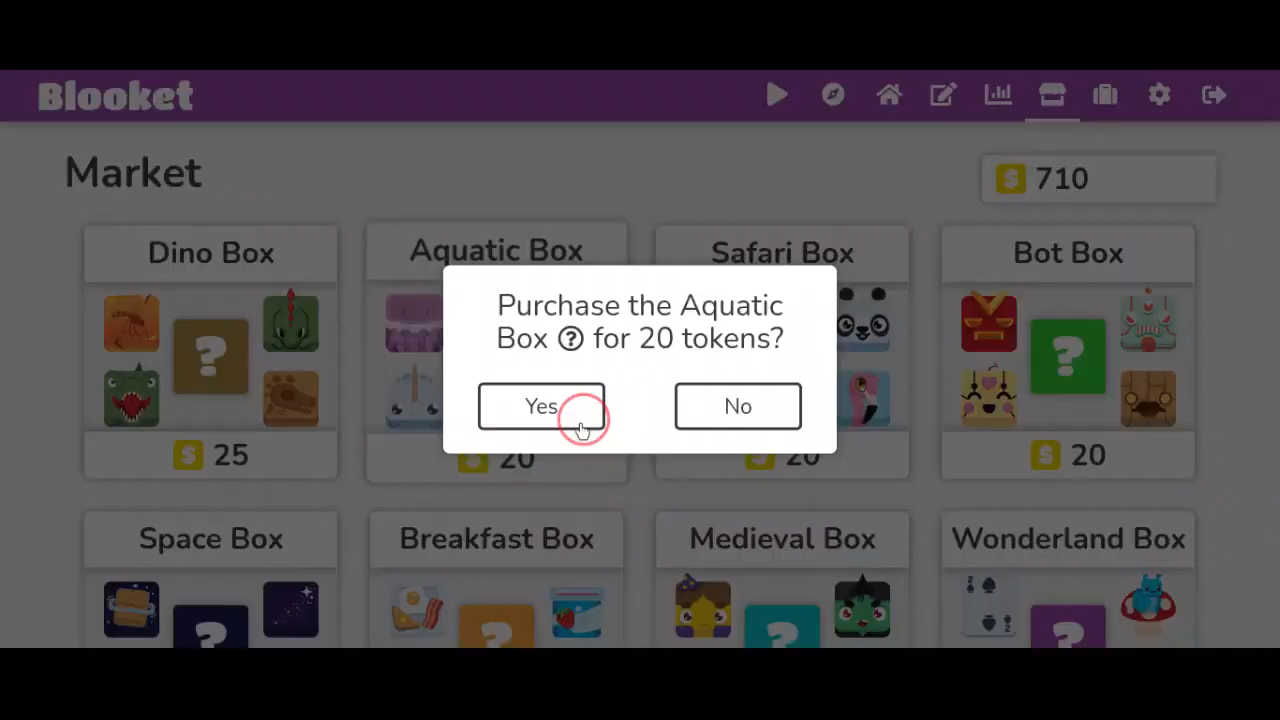 Blooket
Market
710
Dino Box
Aquatic Box
Safari Box
Bot Box
Purchase the Aquatic
Box ? for 20 tokens?
Yes
No
25
20
20
20
Space Box
Breakfast Box
Medieval Box
Wonderland Box